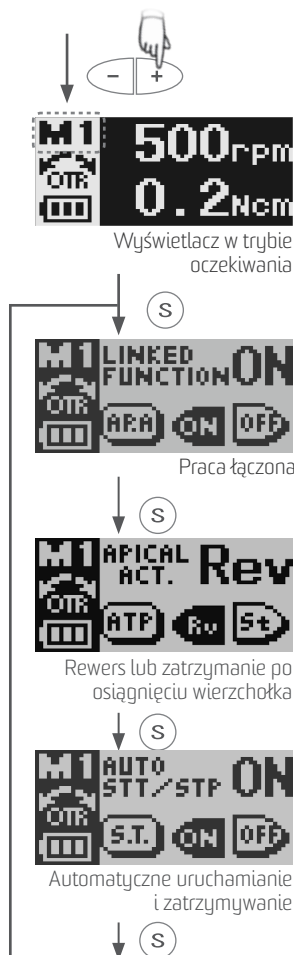 - +
M1 500rpm
OTR 0.2Ncm
Wyświetlacz w trybie
oczekiwania
S
M1 LINKED FUNCTION ON
OTR AP.A ON OFF
Praca łączona
S
M1 APICAL ACT. Rev
OTR ATP Rv St
Rewers lub zatrzymanie po
osiągnięciu wierzchołka
S
M1 AUTO STT/STP ON
OTR S.T. ON OFF
Automatyczne uruchamianie
i zatrzymywanie
S